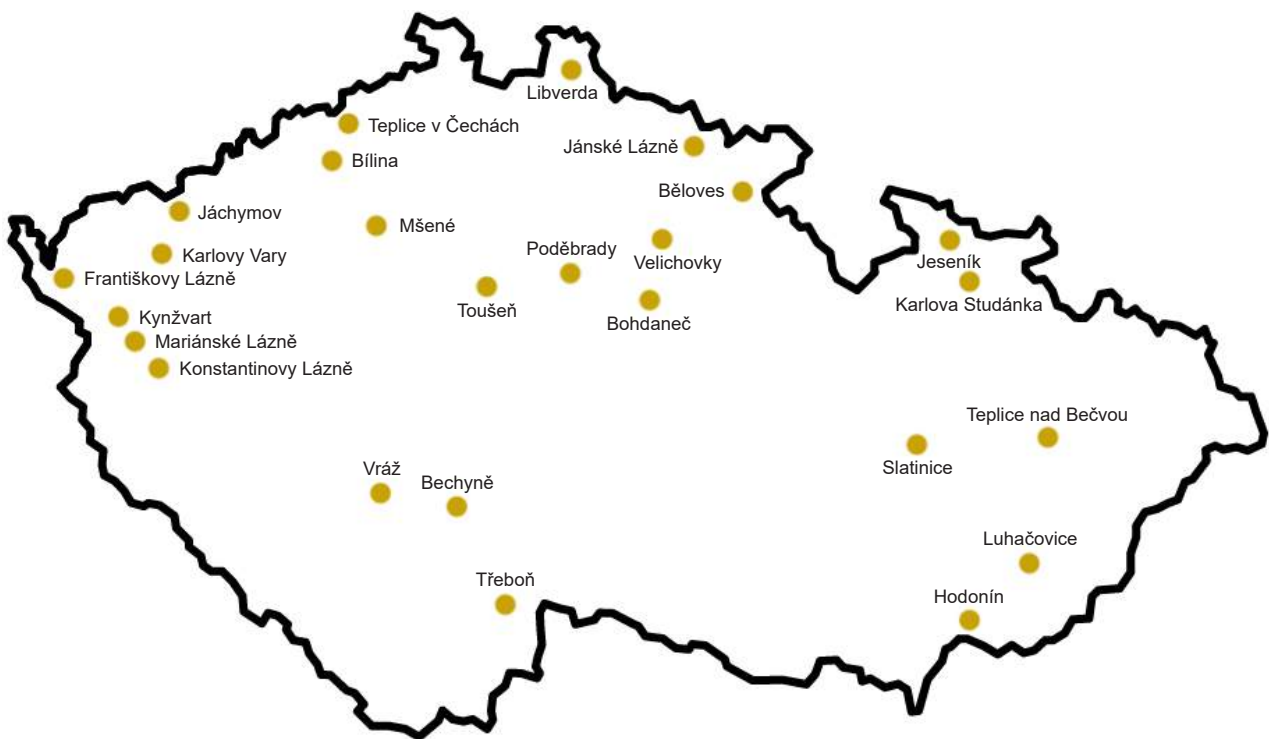 Libverda
Teplice v Čechách
Jánské Lázně
Bílina
Běloves
Jáchymov
Mšené
Karlovy Vary
Poděbrady
Velichovky
Jeseník
Františkovy Lázně
Karlova Studánka
Toušeň
Bohdaneč
Kynžvart
Mariánské Lázně
Konstantinovy Lázně
Teplice nad Bečvou
Slatinice
Vráž
Bechyně
Luhačovice
Třeboň
Hodonín